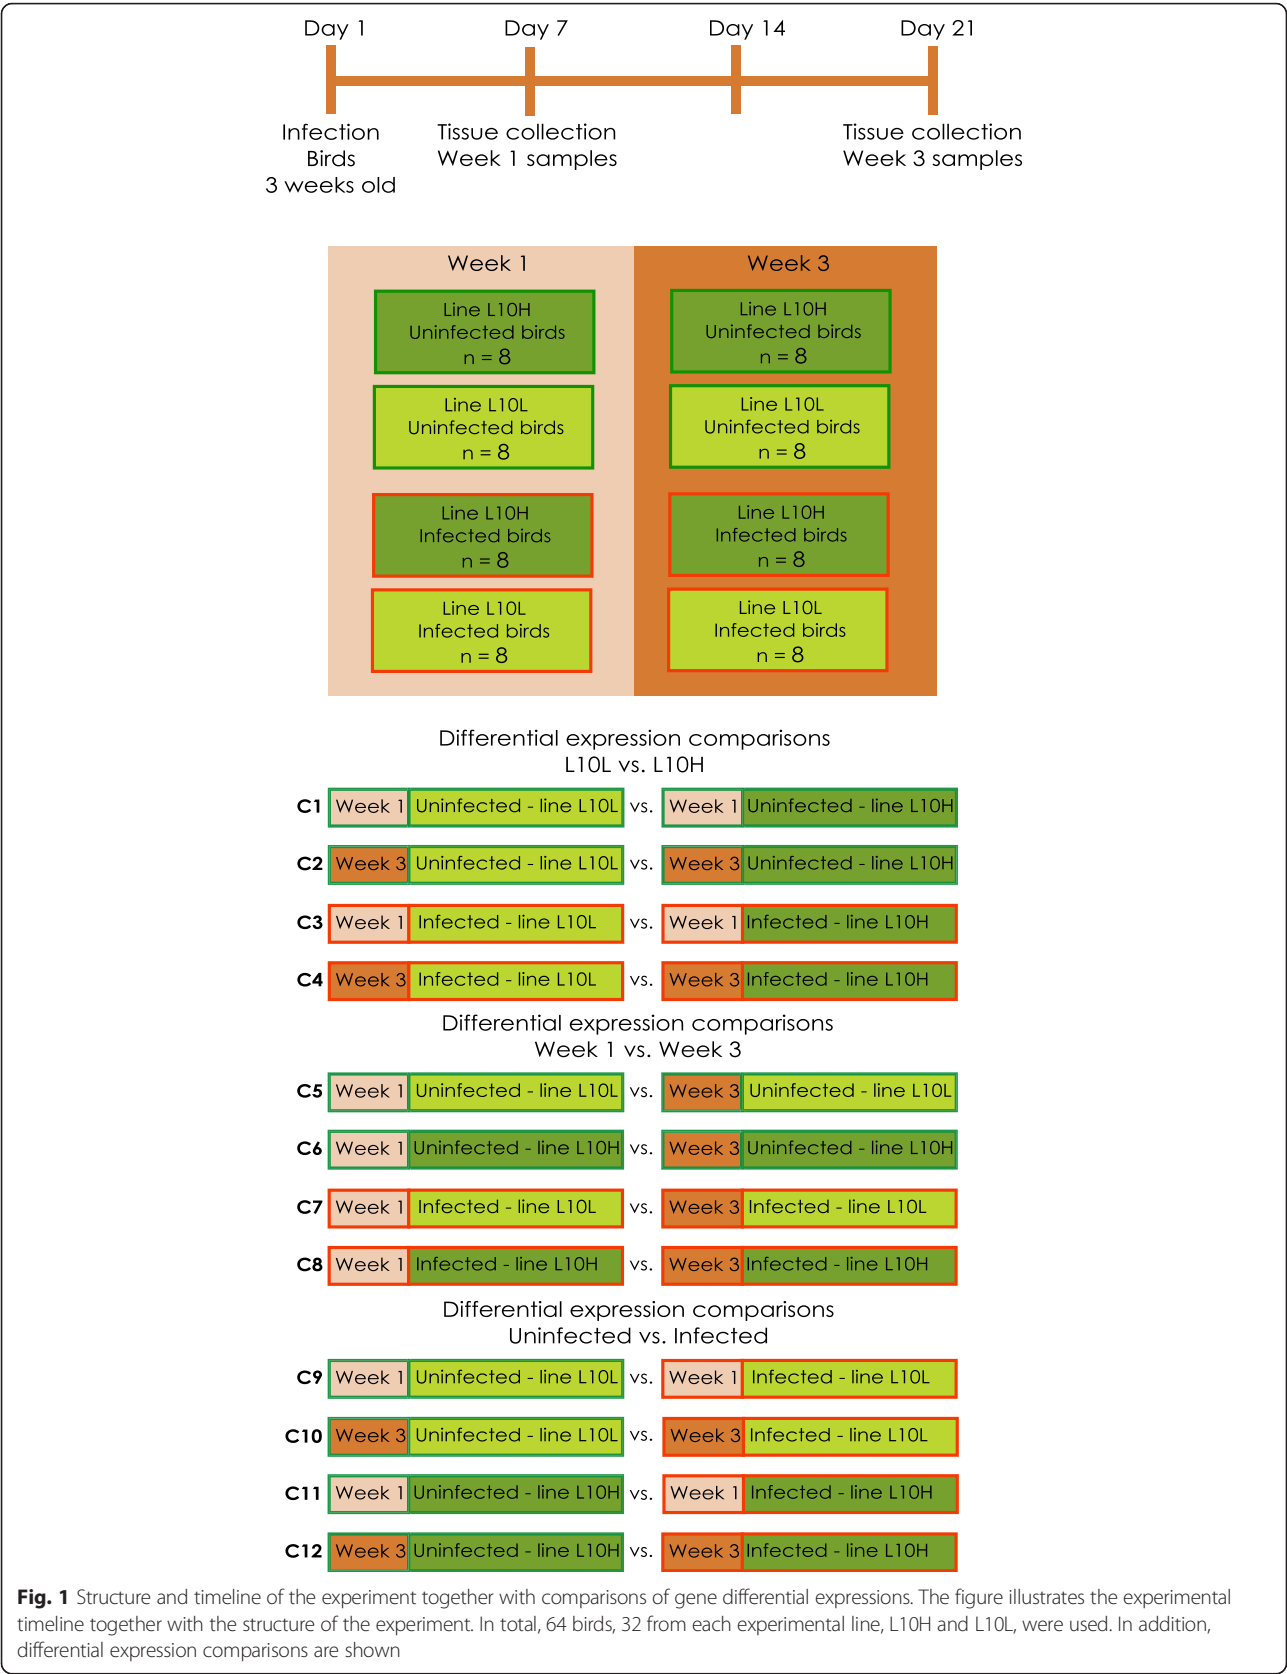 Day 1 Day 7 Day 14 Day 21
Infection Tissue collection Tissue collection
Birds Week 1 samples Week 3 samples
3 weeks old
Week 1 Week 3
Line L10H Line L10H
Uninfected birds Uninfected birds
n = 8 n = 8
Line L10L Line L10L
Uninfected birds Uninfected birds
n = 8 n = 8
Line L10H Line L10H
Infected birds Infected birds
n = 8 n = 8
Line L10L Line L10L
Infected birds Infected birds
n = 8 n = 8
Differential expression comparisons
L10L vs. L10H
C1 Week 1 Uninfected - line L10L vs. Week 1 Uninfected - line L10H
C2 Week 3 Uninfected - line L10L vs. Week 3 Uninfected - line L10H
C3 Week 1 Infected - line L10L vs. Week 1 Infected - line L10H
C4 Week 3 Infected - line L10L vs. Week 3 Infected - line L10H
Differential expression comparisons
Week 1 vs. Week 3
C5 Week 1 Uninfected - line L10L vs. Week 3 Uninfected - line L10L
C6 Week 1 Uninfected - line L10H vs. Week 3 Uninfected - line L10H
C7 Week 1 Infected - line L10L vs. Week 3 Infected - line L10L
C8 Week 1 Infected - line L10H vs. Week 3 Infected - line L10H
Differential expression comparisons
Uninfected vs. Infected
C9 Week 1 Uninfected - line L10L vs. Week 1 Infected - line L10L
C10 Week 3 Uninfected - line L10L vs. Week 3 Infected - line L10L
C11 Week 1 Uninfected - line L10H vs. Week 1 Infected - line L10H
C12 Week 3 Uninfected - line L10H vs. Week 3 Infected - line L10H
Fig. 1 Structure and timeline of the experiment together with comparisons of gene differential expressions. The figure illustrates the experimental
timeline together with the structure of the experiment. In total, 64 birds, 32 from each experimental line, L10H and L10L, were used. In addition,
differential expression comparisons are shown